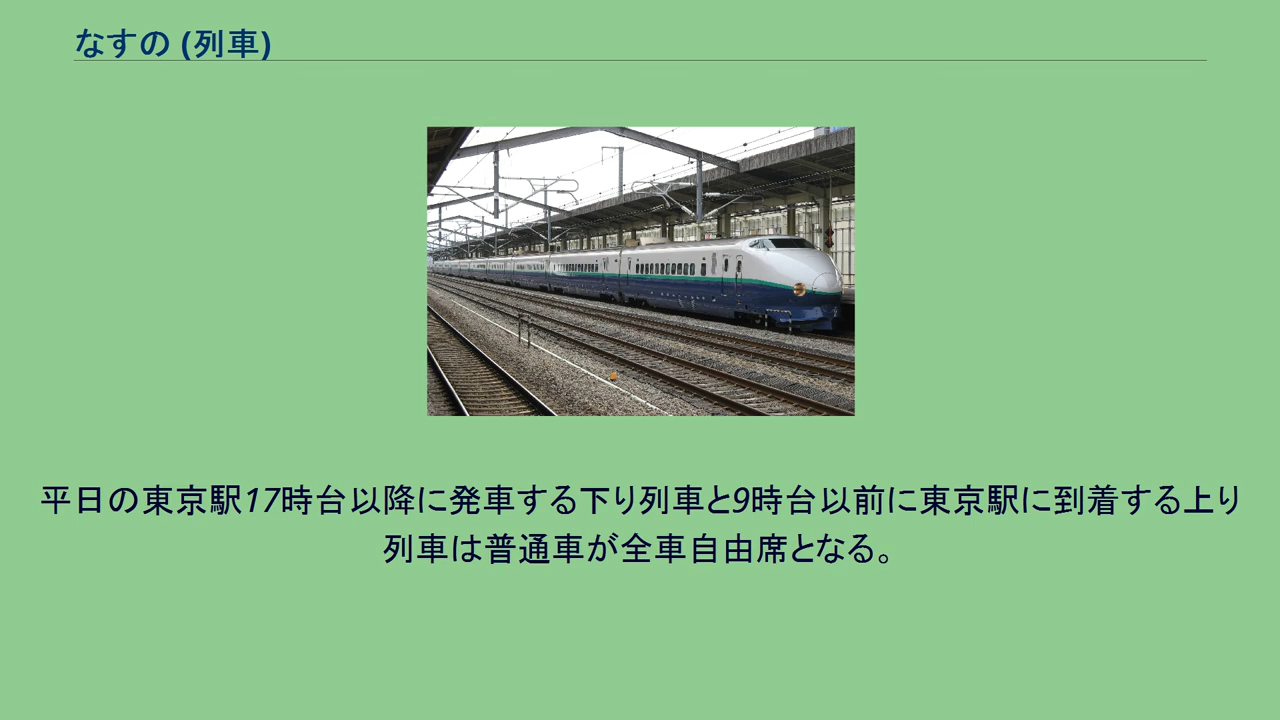 なすの (列車)
平日の東京駅17時台以降に発車する下り列車と9時台以前に東京駅に到着する上り
列車は普通車が全車自由席となる。